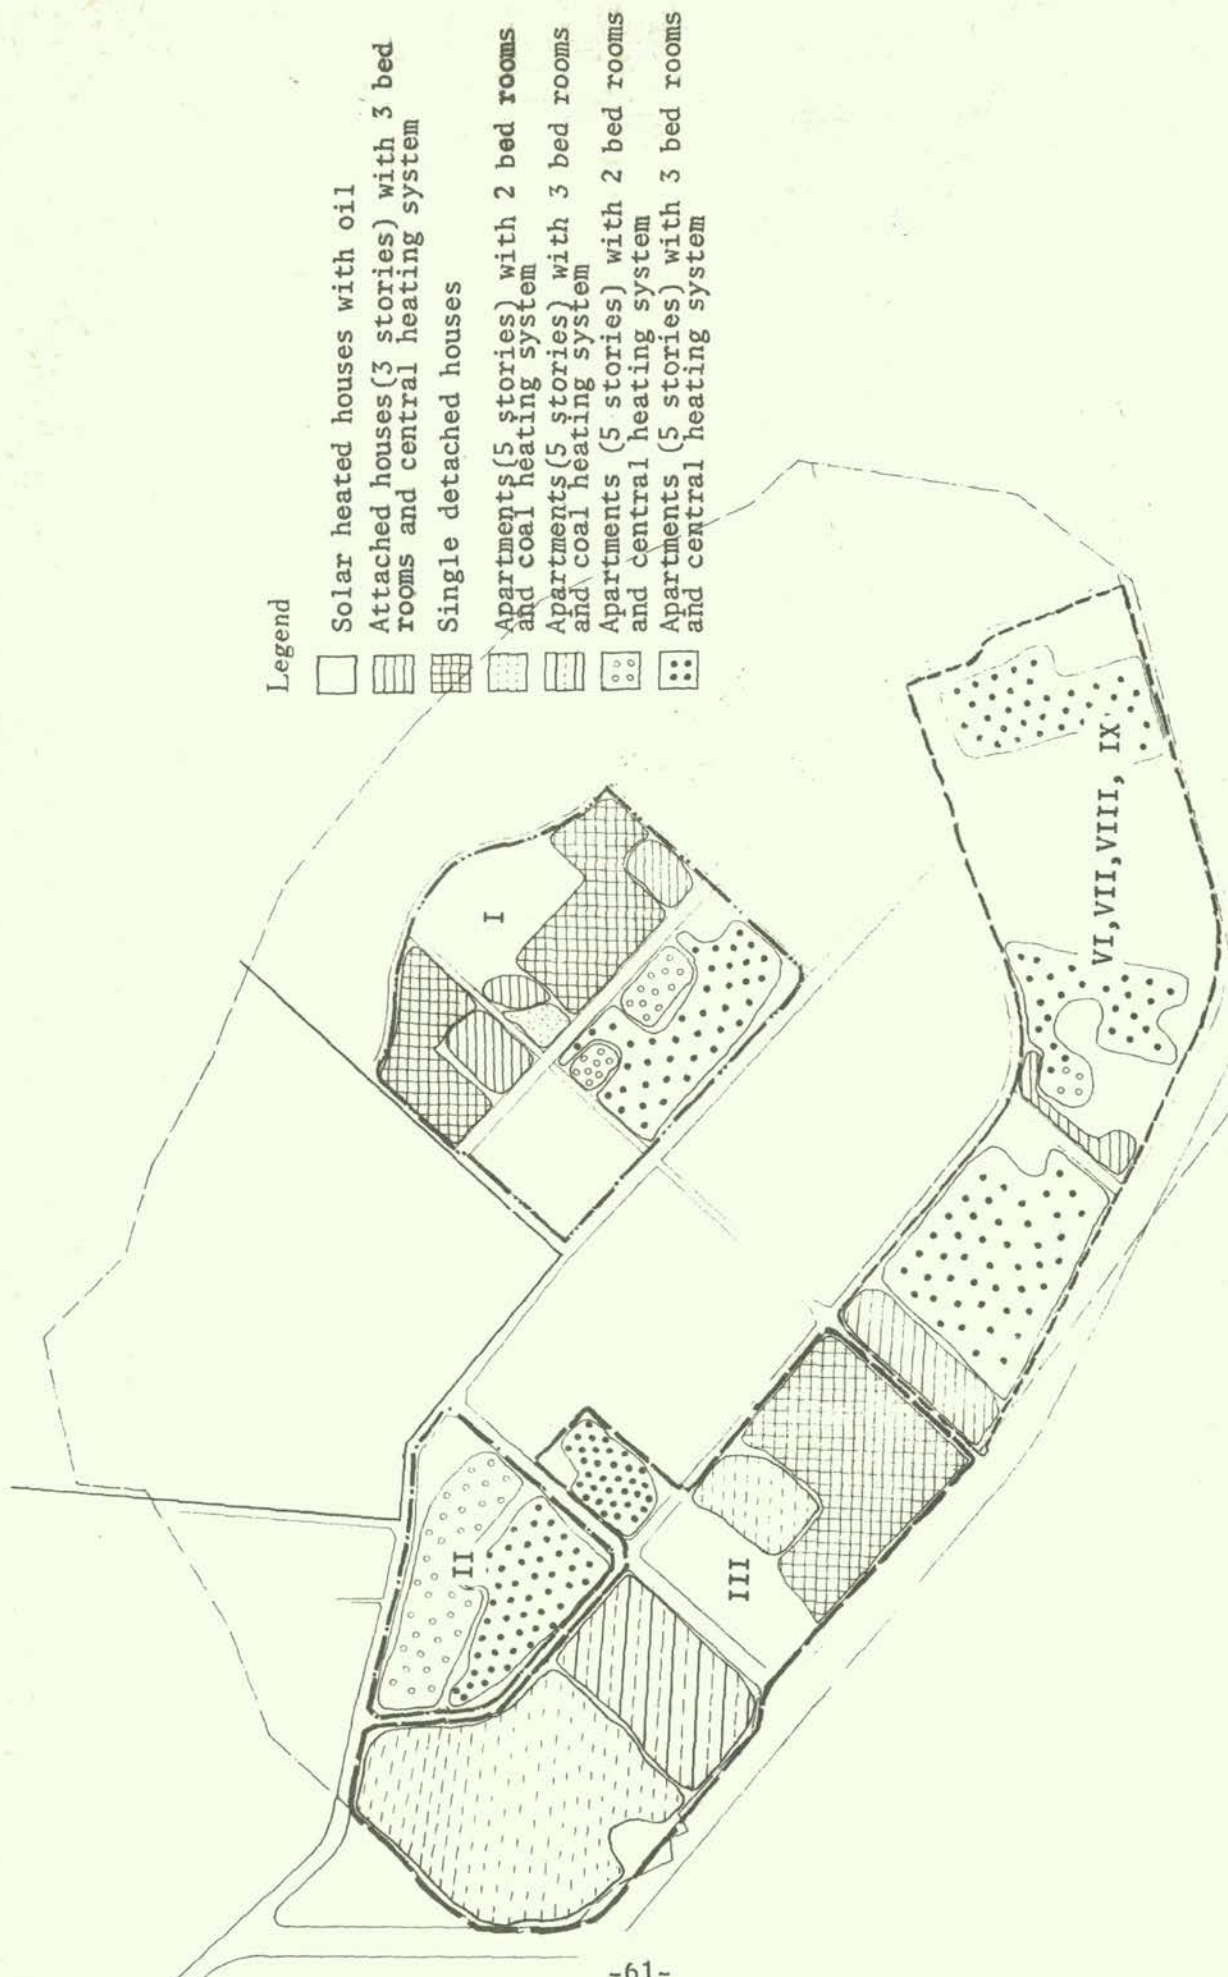 Legend
Solar heated houses with oil
Attached houses(3 stories) with 3 bed
rooms and central heating system
Single detached houses
Apartments(5 stories) with 2 bed rooms
and coal heating system
Apartments(5 stories) with 3 bed rooms
and coal heating system
Apartments (5 stories) with 2 bed rooms
and central heating system
Apartments (5 stories) with 3 bed rooms
and central heating system
I
II
III
VI,VII,VIII, IX
-61-